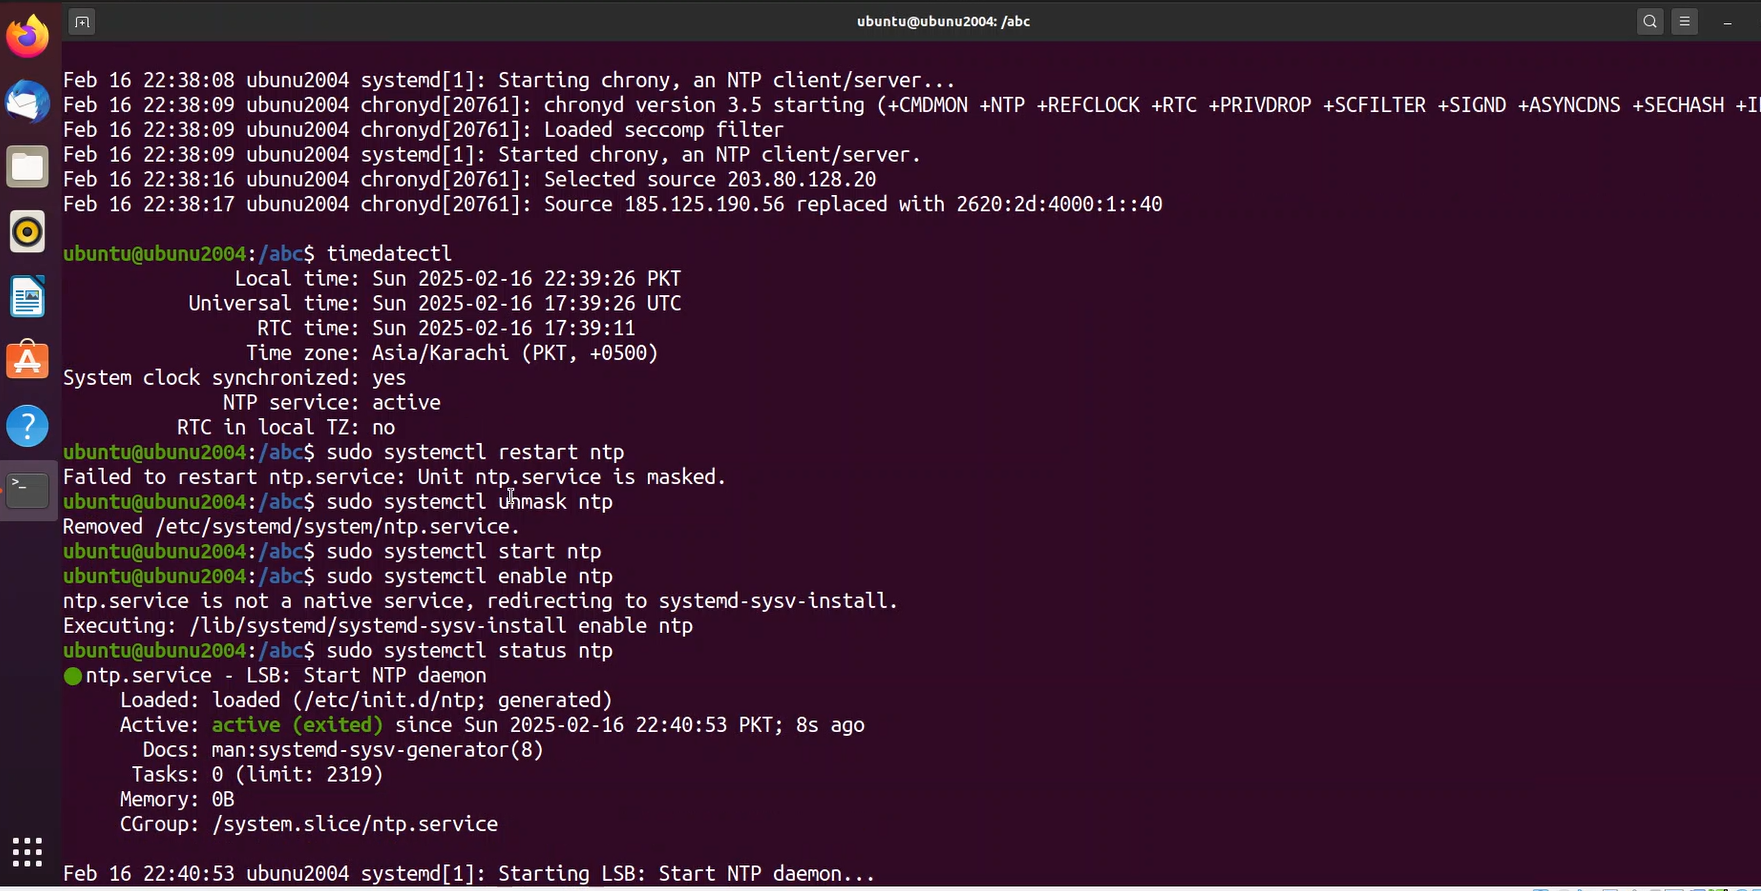 ubuntu@ubunu2004: /abc
Feb 16 22:38:08 ubunu2004 systemd[1]: Starting chrony, an NTP client/server...
Feb 16 22:38:09 ubunu2004 chronyd[20761]: chronyd version 3.5 starting (+CMDMON +NTP +REFCLOCK +RTC +PRIVDROP +SCFILTER +SIGND +ASYNCDNS +SECHASH
Feb 16 22:38:09 ubunu2004 chronyd[20761]: Loaded seccomp filter
Feb 16 22:38:09 ubunu2004 systemd[1]: Started chrony, an NTP client/server.
Feb 16 22:38:16 ubunu2004 chronyd[20761]: Selected source 203.80.128.20
Feb 16 22:38:17 ubunu2004 chronyd[20761]: Source 185.125.190.56 replaced with 2620:2d:4000:1::40
ubuntu@ubunu2004:/abc$ timedatectl
Local time: Sun 2025-02-16 22:39:26 PKT
Universal time: Sun 2025-02-16 17:39:26 UTC
RTC time: Sun 2025-02-16 17:39:11
Time zone: Asia/Karachi (PKT, +0500)
System clock synchronized: yes
NTP service: active
RTC in local TZ: no
ubuntu@ubunu2004:/abc$ sudo systemctl restart ntp
Failed to restart ntp.service: Unit ntp.service is masked.
ubuntu@ubunu2004:/abc$ sudo systemctl unmask ntp
Removed /etc/systemd/system/ntp.service.
ubuntu@ubunu2004:/abc$ sudo systemctl start ntp
ubuntu@ubunu2004:/abc$ sudo systemctl enable ntp
ntp.service is not a native service, redirecting to systemd-sysv-install.
Executing: /lib/systemd/systemd-sysv-install enable ntp
ubuntu@ubunu2004:/abc$ sudo systemctl status ntp
ntp.service - LSB: Start NTP daemon
Loaded: loaded (/etc/init.d/ntp; generated)
Active: active (exited) since Sun 2025-02-16 22:40:53 PKT; 8s ago
Docs: man:systemd-sysv-generator(8)
Tasks: 0 (limit: 2319)
Memory: 0B
CGroup: /system.slice/ntp.service
Feb 16 22:40:53 ubunu2004 systemd[1]: Starting LSB: Start NTP daemon...